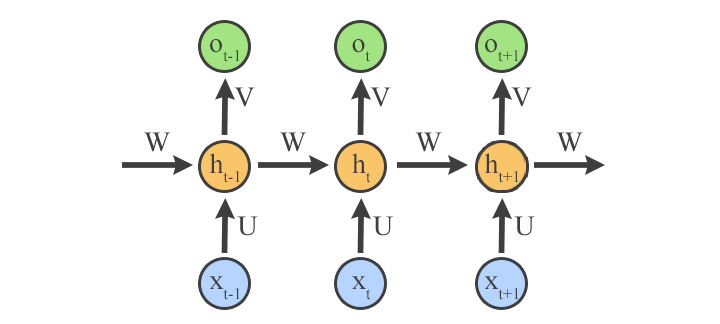 o_{t-1} o_t o_{t+1}
V V V
W W W W
h_{t-1} h_t h_{t+1}
U U U
x_{t-1} x_t x_{t+1}